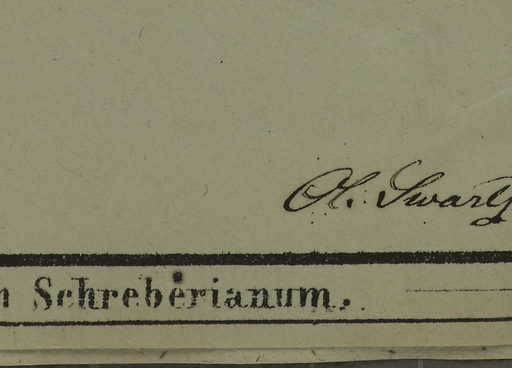 Ol. Swartz
Schreberianum.